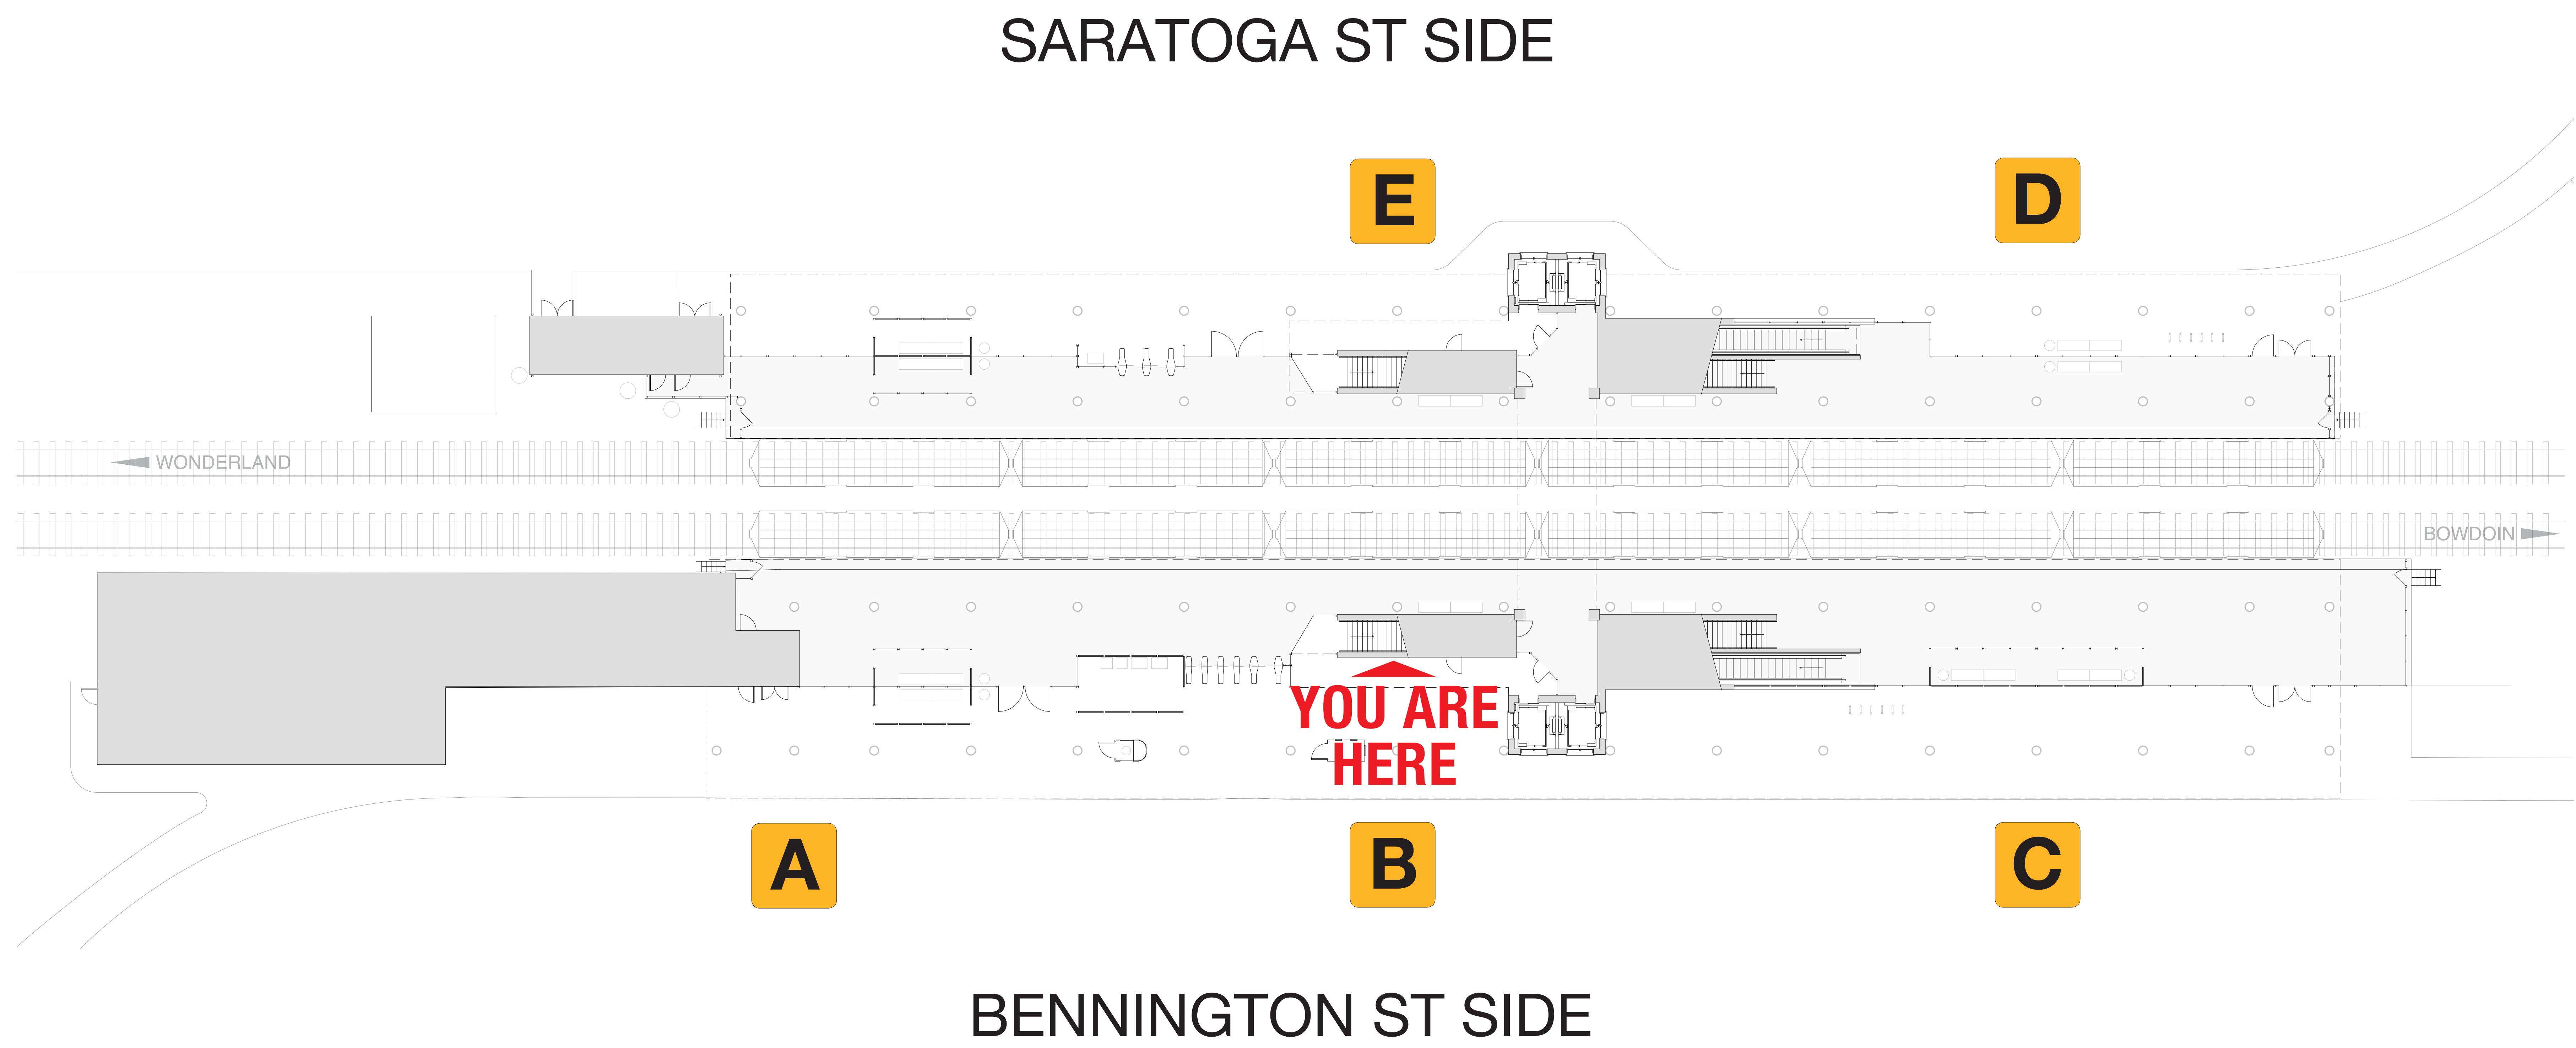 SARATOGA ST SIDE
E
D
WONDERLAND
BOWDOIN
YOU ARE
HERE
A
B
C
BENNINGTON ST SIDE